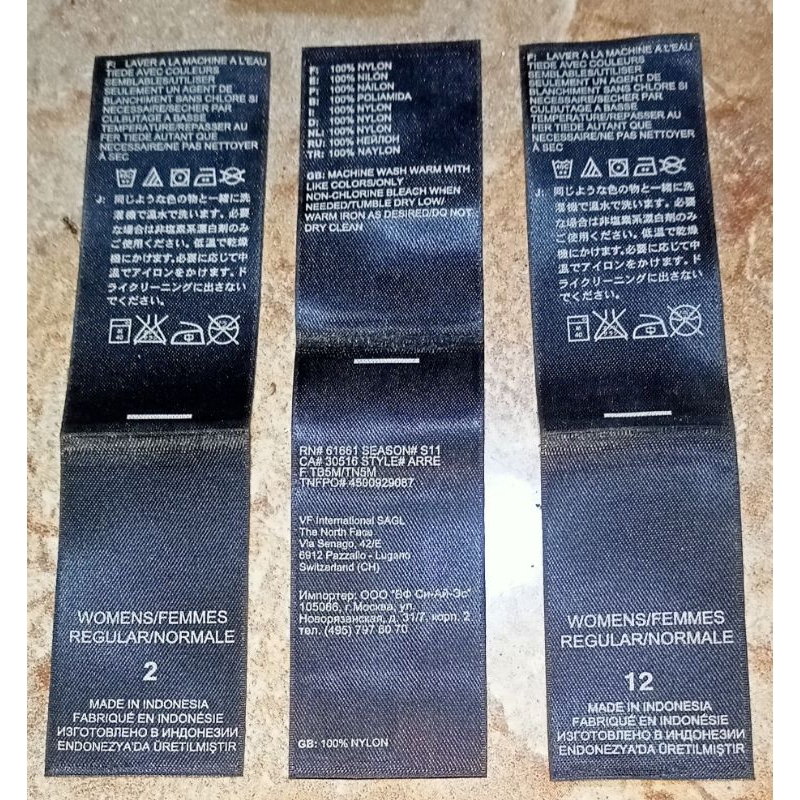 F: LAVER A LA MACHINE A L'EAU
TIEDE AVEC COULEURS
SEMBLABLES/UTILISER
SEULEMENT UN AGENT DE
BLANCHIMENT SANS CHLORE SI
NECESSAIRE/SECHER PAR
CULBUTAGE A BASSE
TEMPERATURE/REPASSER AU
FER TIEDE AUTANT QUE
NECESSAIRE/NE PAS NETTOYER
A SEC
J: 同じような色の物と一緒に洗
濯機で温水で洗います。必要
な場合は非塩素系漂白剤のみ
ご使用ください。低温で乾燥
機にかけます。必要に応じて中
温でアイロンをかけます。ド
ライクリーニングに出さない
でください。
40
中
WOMENS/FEMMES
REGULAR/NORMALE
2
MADE IN INDONESIA
FABRIQUÉ EN INDONÉSIE
ИЗГОТОВЛЕНО В ИНДОНЕЗИИ
ENDONEZYA'DA ÜRETİLMİŞTİR
F: 100% NYLON
E: 100% NILÓN
P: 100% NÁILON
B: 100% POLIAMIDA
I: 100% NYLON
D: 100% NYLON
NL: 100% NYLON
RU: 100% НЕЙЛОН
TR: 100% NAYLON
GB: MACHINE WASH WARM WITH
LIKE COLORS/ONLY
NON-CHLORINE BLEACH WHEN
NEEDED/TUMBLE DRY LOW/
WARM IRON AS DESIRED/DO NOT
DRY CLEAN
RN# 61661 SEASON# S11
CA# 30516 STYLE# ARRE
F TB5M/TN5M
TNFPO# 4500929087
VF International SAGL
The North Face
Via Senago, 42/E
6912 Pazzallo - Lugano
Switzerland (CH)
Импортер: ООО "ВФ Си-Ай-Эс"
105066, г.Москва, ул.
Новорязанская, д. 31/7. корп. 2
тел. (495) 797 80 70
GB: 100% NYLON
F: LAVER A LA MACHINE A L'EAU
TIEDE AVEC COULEURS
SEMBLABLES/UTILISER
SEULEMENT UN AGENT DE
BLANCHIMENT SANS CHLORE SI
NECESSAIRE/SECHER PAR
CULBUTAGE A BASSE
TEMPERATURE/REPASSER AU
FER TIEDE AUTANT QUE
NECESSAIRE/NE PAS NETTOYER
A SEC
J: 同じような色の物と一緒に洗
濯機で温水で洗います。必要
な場合は非塩素系漂白剤のみ
ご使用ください。低温で乾燥
機にかけます。必要に応じて中
温でアイロンをかけます。ド
ライクリーニングに出さない
でください。
40
中
WOMENS/FEMMES
REGULAR/NORMALE
12
MADE IN INDONESIA
FABRIQUÉ EN INDONÉSIE
ИЗГОТОВЛЕНО В ИНДОНЕЗИИ
ENDONEZYA'DA ÜRETİLMİŞTİR